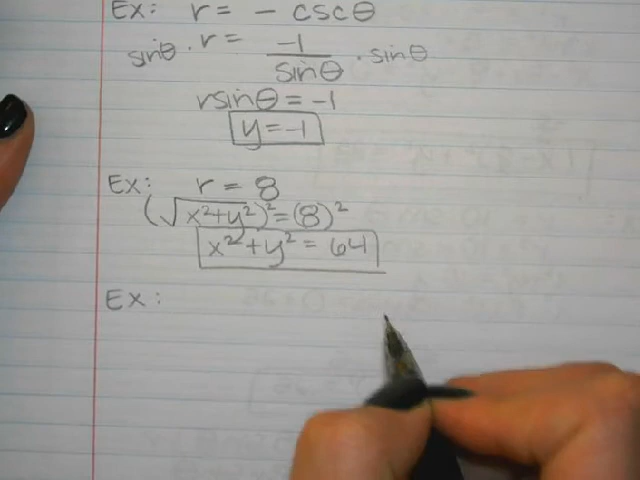 Ex: r = - cscθ
sinθ · r = -1/sinθ · sinθ
rsinθ = -1
y = -1
Ex: r = 8
(√x²+y²)² = (8)²
x² + y² = 64
Ex: